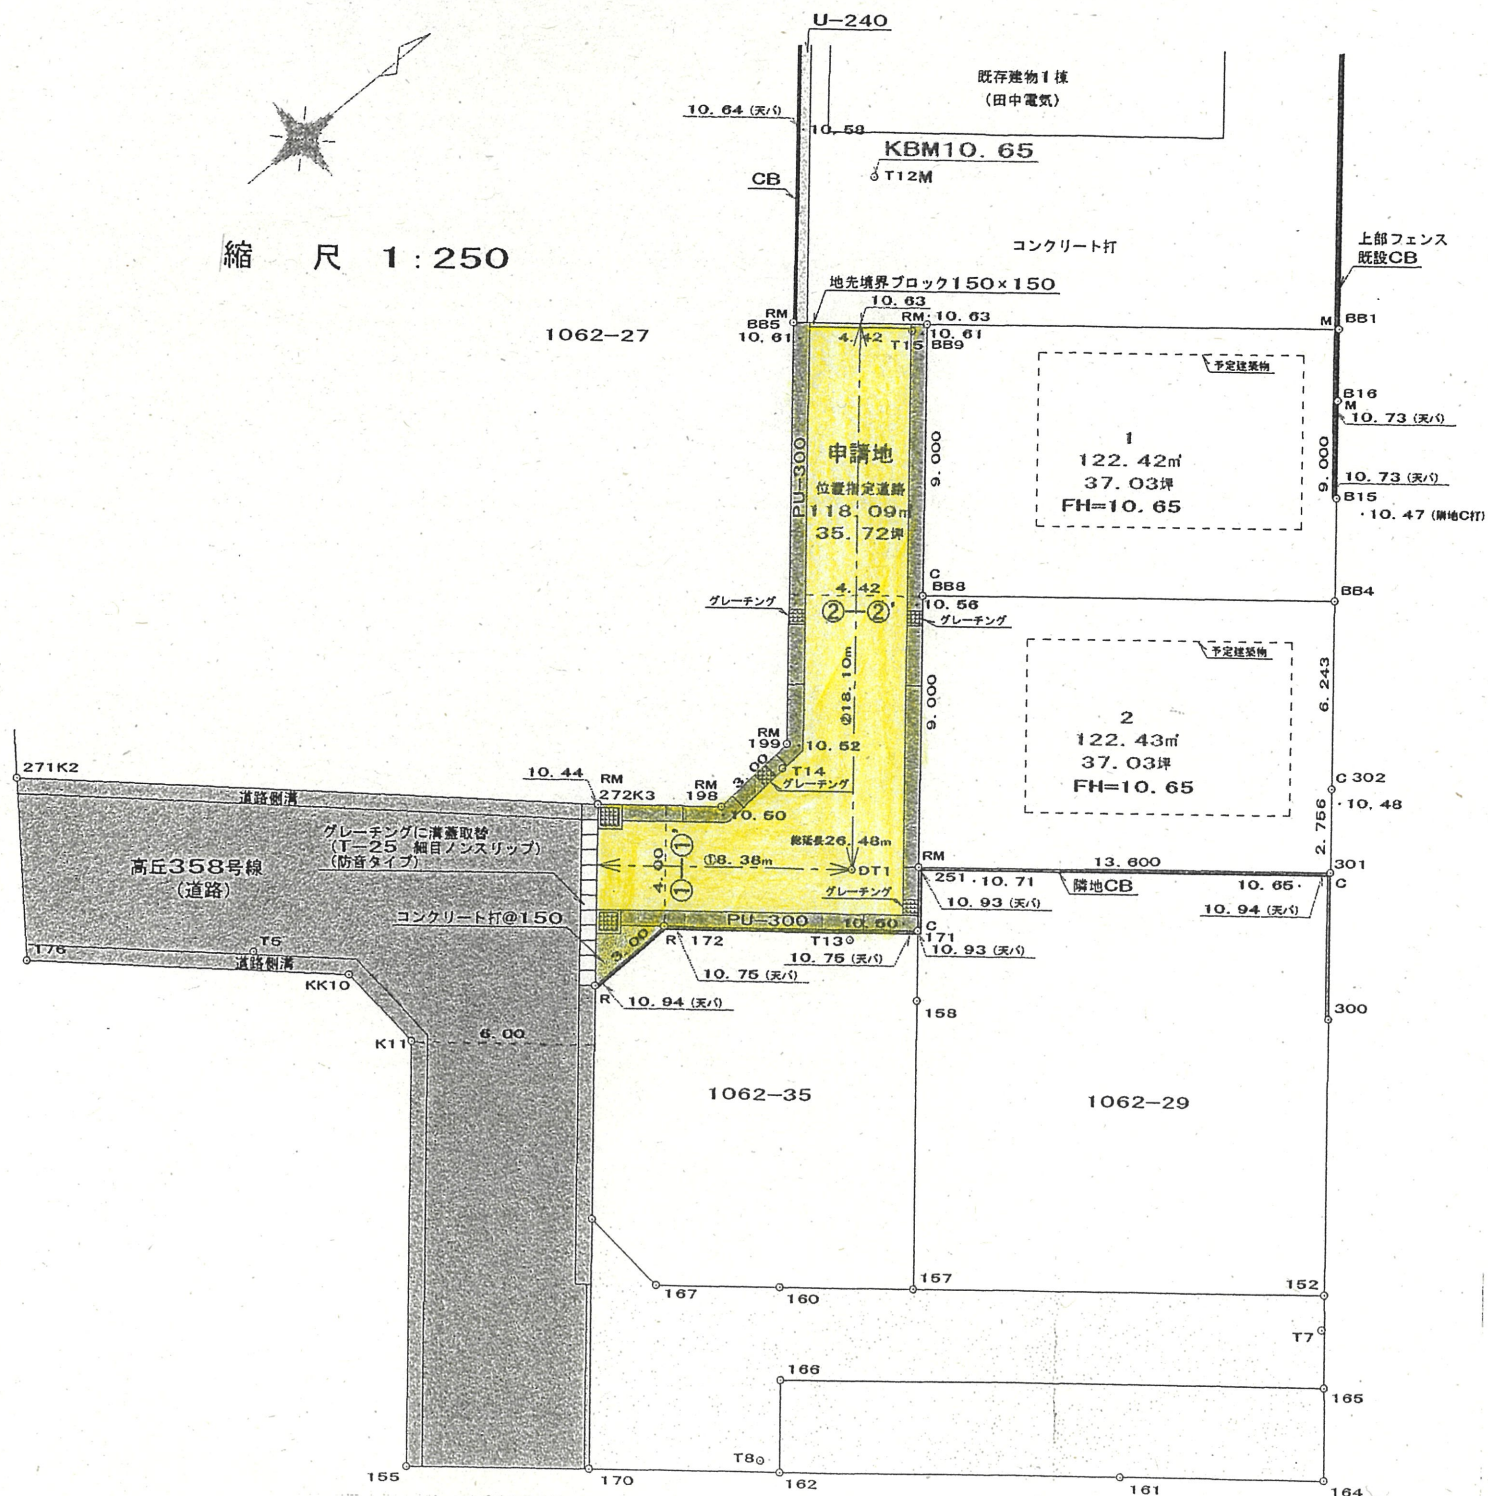 U-240
既存建物1棟
(田中電気)
10.64 (天バ)
10.58
KBM10.65
T12M
CB
縮 尺 1:250
コンクリート打
上部フェンス
既設CB
地先境界ブロック150×150
10.63
RM
BB5
10.61
RM
10.63
M
BB1
1062-27
4.42
10.61
T15
BB9
予定建築物
B16
M
10.73 (天バ)
申請地
位置指定道路
118.09㎡
35.72坪
PU-300
9.000
1
122.42㎡
37.03坪
FH=10.65
9.000
10.73 (天バ)
B15
10.47 (隣地C打)
C
BB8
4.42
10.56
BB4
グレーチング
②-②'
グレーチング
②18.10m
9.000
予定建築物
6.243
2
122.43㎡
37.03坪
FH=10.65
RM
199
10.52
3.00
T14
グレーチング
271K2
10.44
RM
272K3
RM
198
10.50
C 302
10.48
2.756
道路側溝
グレーチングに溝蓋取替
(T-25 細目ノンスリップ)
(防音タイプ)
高丘358号線
(道路)
①-①'
4.00
①8.38m
総延長26.48m
DT1
RM
251
10.71
13.600
隣地CB
10.65
301
C
10.93 (天バ)
10.94 (天バ)
グレーチング
コンクリート打@150
PU-300
10.50
C
171
3.00
R
172
T13
10.75 (天バ)
10.93 (天バ)
10.75 (天バ)
T76
T5
道路側溝
KK10
R
10.94 (天バ)
158
300
K11
6.00
1062-35
1062-29
167
160
157
152
T7
166
165
T8
155
170
162
161
164